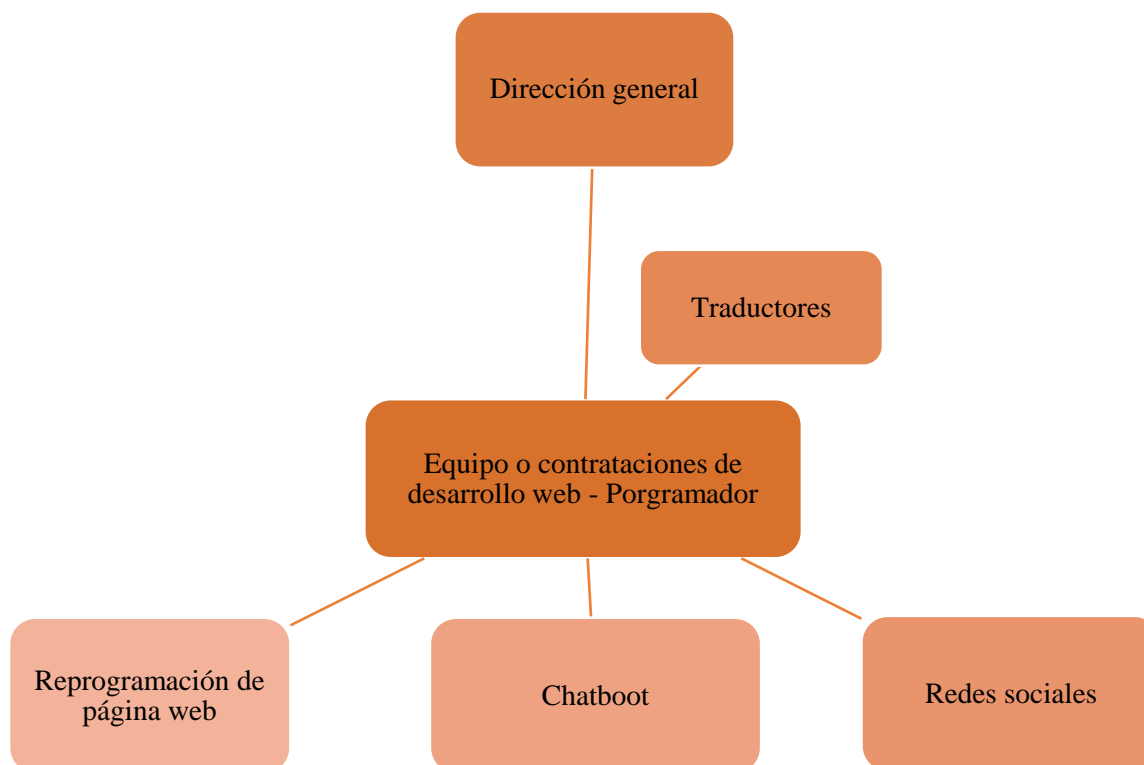 Dirección general
Traductores
Equipo o contrataciones de
desarrollo web - Porgramador
Reprogramación de
página web
Chatboot
Redes sociales